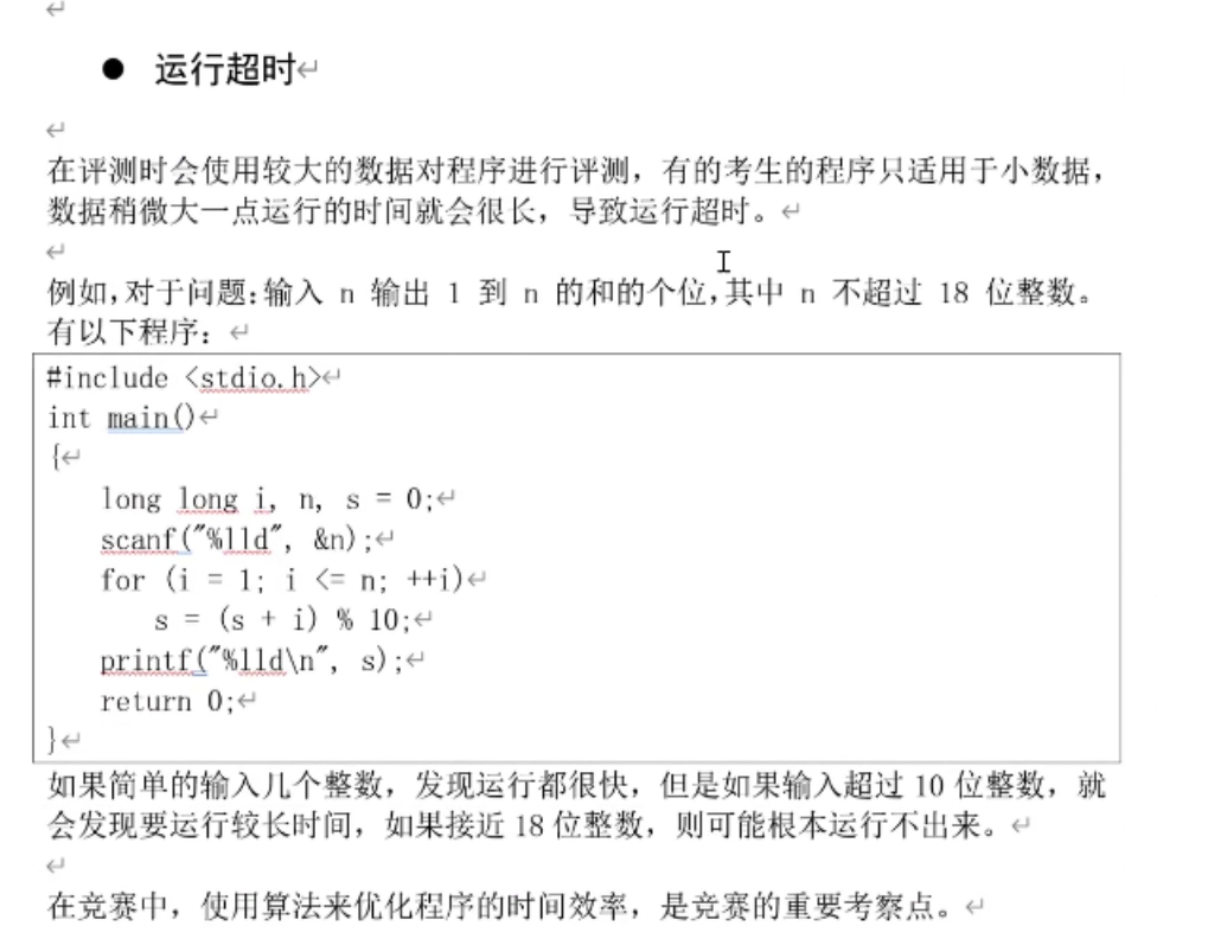 ● 运行超时
在评测时会使用较大的数据对程序进行评测，有的考生的程序只适用于小数据，
数据稍微大一点运行的时间就会很长，导致运行超时。
例如，对于问题：输入 n 输出 1 到 n 的和的个位，其中 n 不超过 18 位整数。
有以下程序：
#include <stdio.h>
int main()
{
long long i, n, s = 0;
scanf("%lld", &n);
for (i = 1; i <= n; ++i)
s = (s + i) % 10;
printf("%lld\n", s);
return 0;
}
如果简单的输入几个整数，发现运行都很快，但是如果输入超过 10 位整数，就
会发现要运行较长时间，如果接近 18 位整数，则可能根本运行不出来。
在竞赛中，使用算法来优化程序的时间效率，是竞赛的重要考察点。